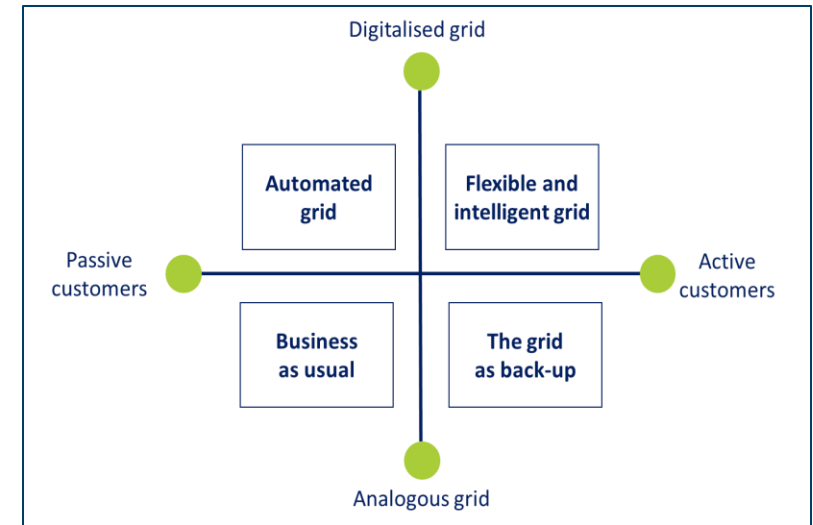 Digitalised grid
Automated
grid
Flexible and
intelligent grid
Passive
customers
Active
customers
Business
as usual
The grid
as back-up
Analogous grid